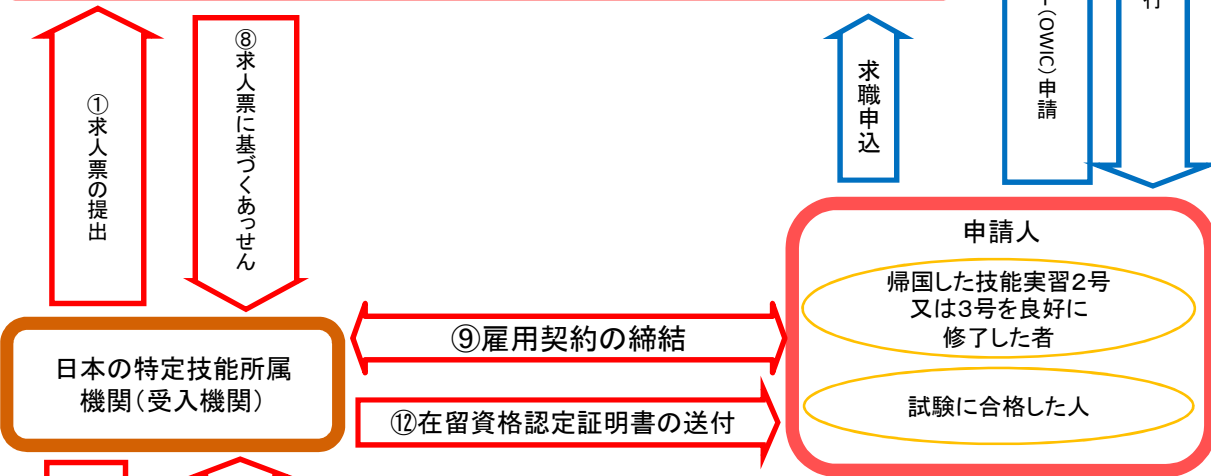 ①求人票の提出
⑧求人票に基づくあっせん
求職申込
(OWIC)申請
行
申請人
帰国した技能実習2号
又は3号を良好に
修了した者
試験に合格した人
⑨雇用契約の締結
日本の特定技能所属
機関(受入機関)
⑫在留資格認定証明書の送付